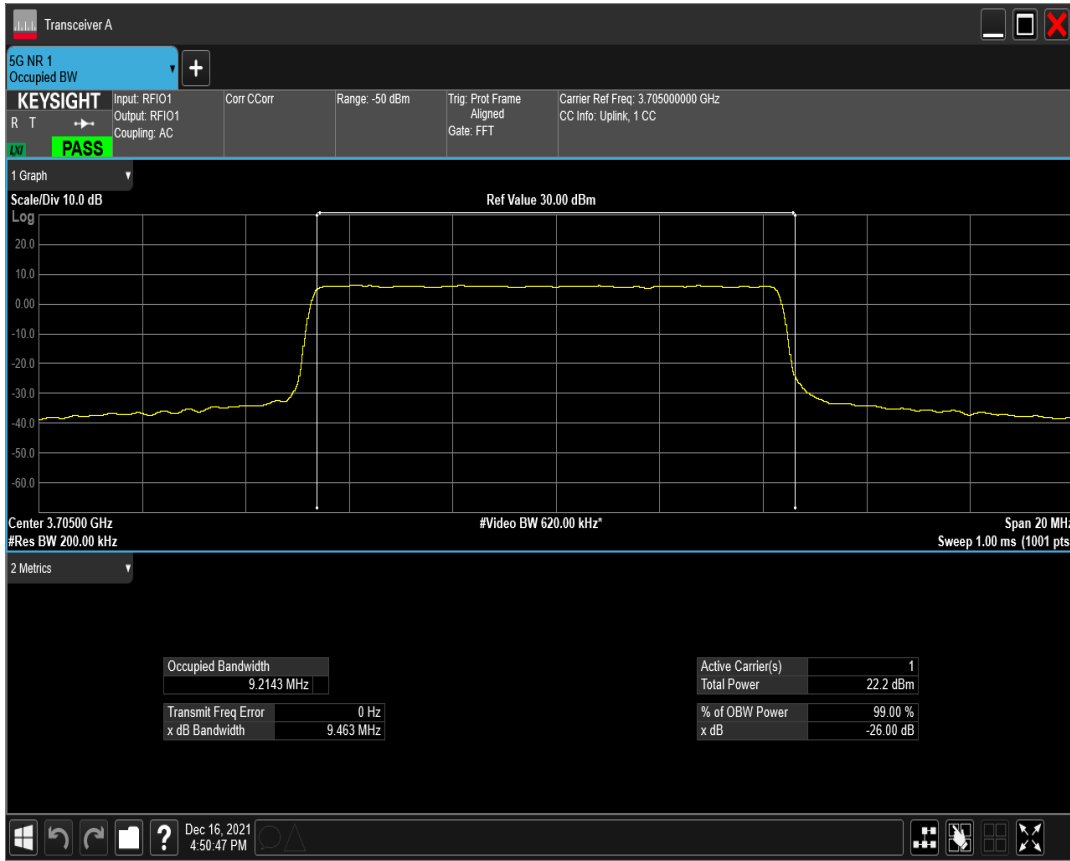 Transceiver A
5G NR 1
Occupied BW
+
KEYSIGHT
R T
LXI
PASS
Input: RFIO1
Output: RFIO1
Coupling: AC
Corr CCorr
Range: -50 dBm
Trig: Prot Frame
Aligned
Gate: FFT
Carrier Ref Freq: 3.705000000 GHz
CC Info: Uplink, 1 CC
1 Graph
Scale/Div 10.0 dB
Ref Value 30.00 dBm
Log
20.0
10.0
0.00
-10.0
-20.0
-30.0
-40.0
-50.0
-60.0
Center 3.70500 GHz
#Video BW 620.00 kHz*
Span 20 MHz
#Res BW 200.00 kHz
Sweep 1.00 ms (1001 pts
2 Metrics
Occupied Bandwidth
9.2143 MHz
Transmit Freq Error 0 Hz
x dB Bandwidth 9.463 MHz
Active Carrier(s) 1
Total Power 22.2 dBm
% of OBW Power 99.00 %
x dB -26.00 dB
?
Dec 16, 2021
4:50:47 PM